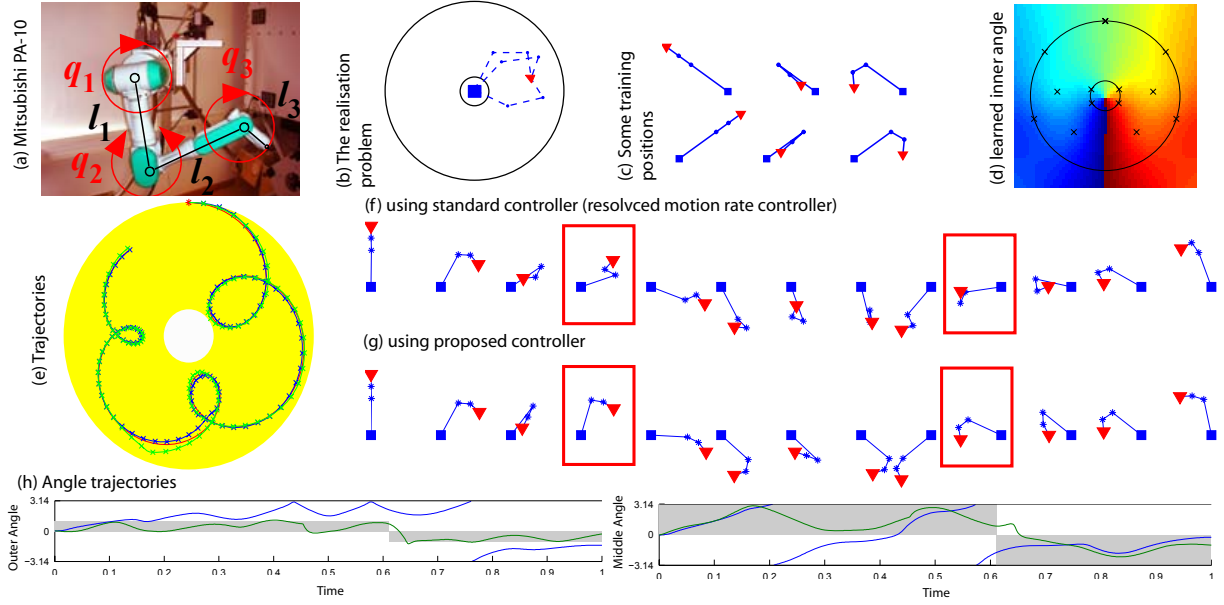 (a) Mitsubishi PA-10
q1
q2
q3
l1
l2
l3
(b) The realisation
problem
(c) Some training
positions
(d) learned inner angle
(e) Trajectories
(f) using standard controller (resolvced motion rate controller)
(g) using proposed controller
(h) Angle trajectories
Outer Angle
3.14
0
−3.14
0 0.1 0.2 0.3 0.4 0.5 0.6 0.7 0.8 0.9 1
Time
Middle Angle
3.14
0
−3.14
0 0.1 0.2 0.3 0.4 0.5 0.6 0.7 0.8 0.9 1
Time